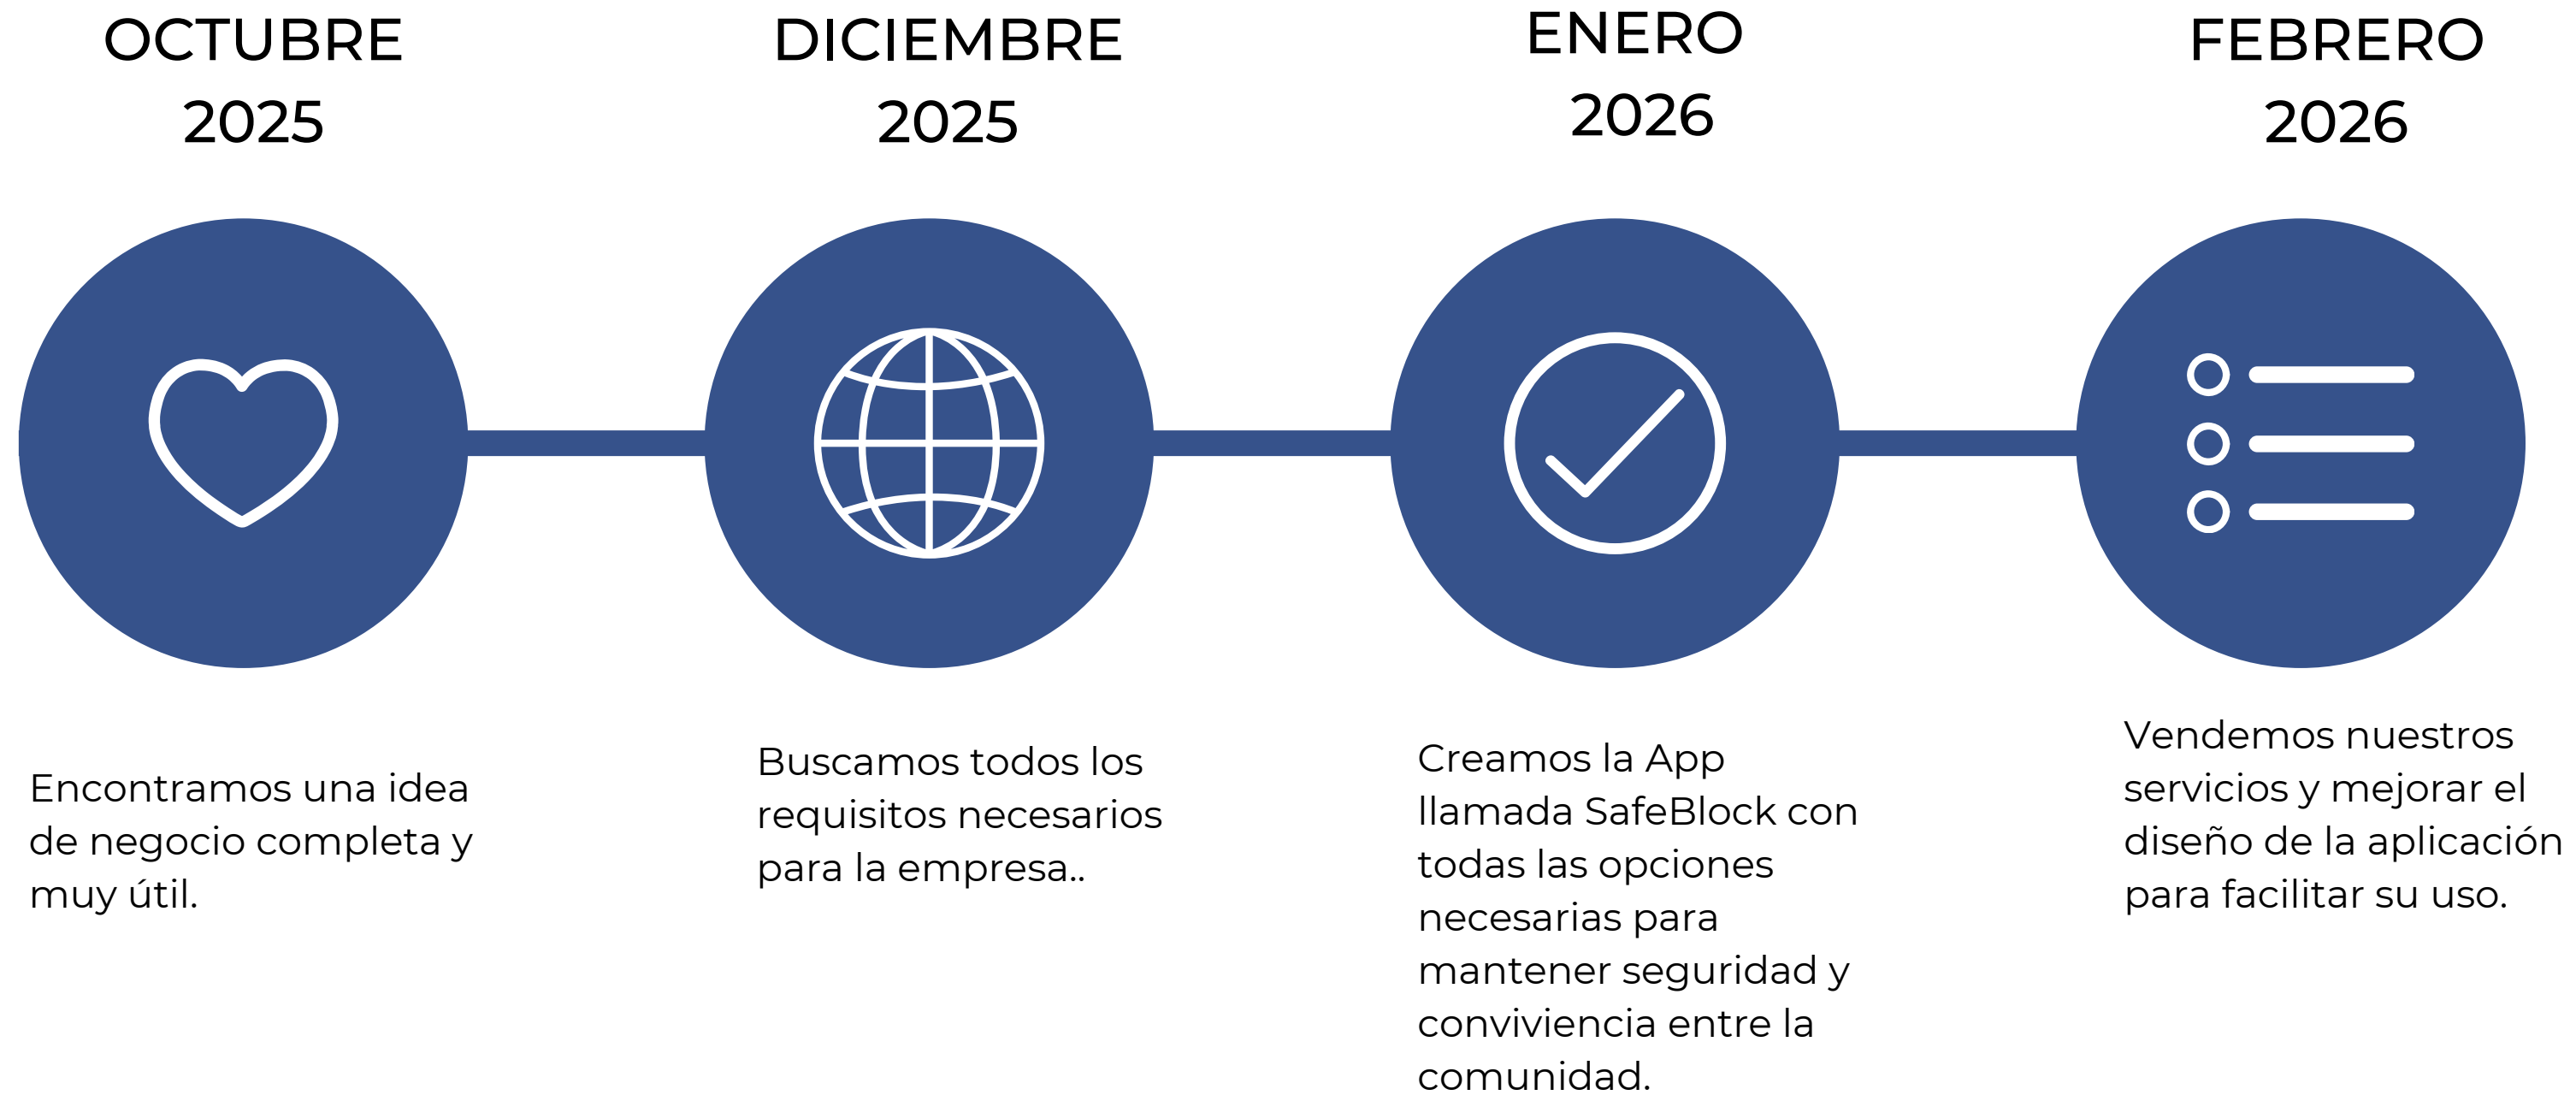 OCTUBRE
2025
DICIEMBRE
2025
ENERO
2026
FEBRERO
2026
Encontramos una idea
de negocio completa y
muy útil.
Buscamos todos los
requisitos necesarios
para la empresa..
Creamos la App
llamada SafeBlock con
todas las opciones
necesarias para
mantener seguridad y
conviviencia entre la
comunidad.
Vendemos nuestros
servicios y mejorar el
diseño de la aplicación
para facilitar su uso.